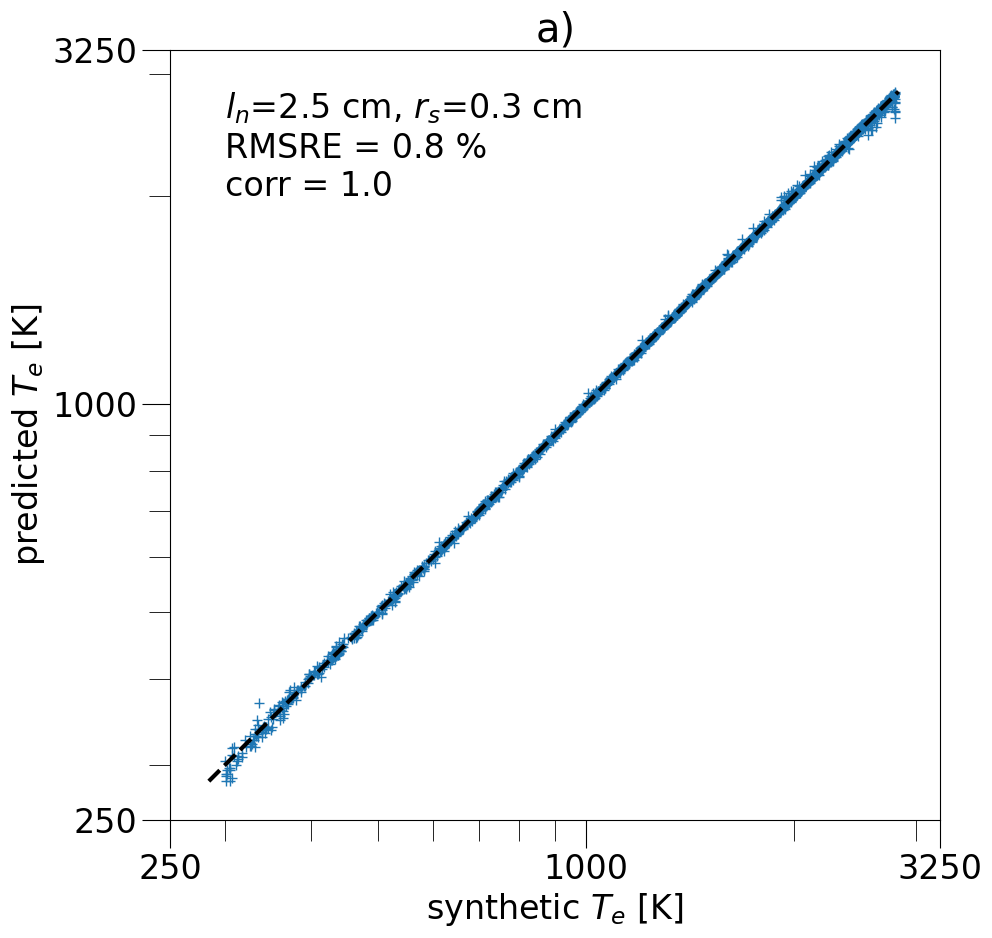 a)
3250
l_n=2.5 cm, r_s=0.3 cm
RMSRE = 0.8 %
corr = 1.0
predicted T_e [K]
1000
250
250 1000 3250
synthetic T_e [K]